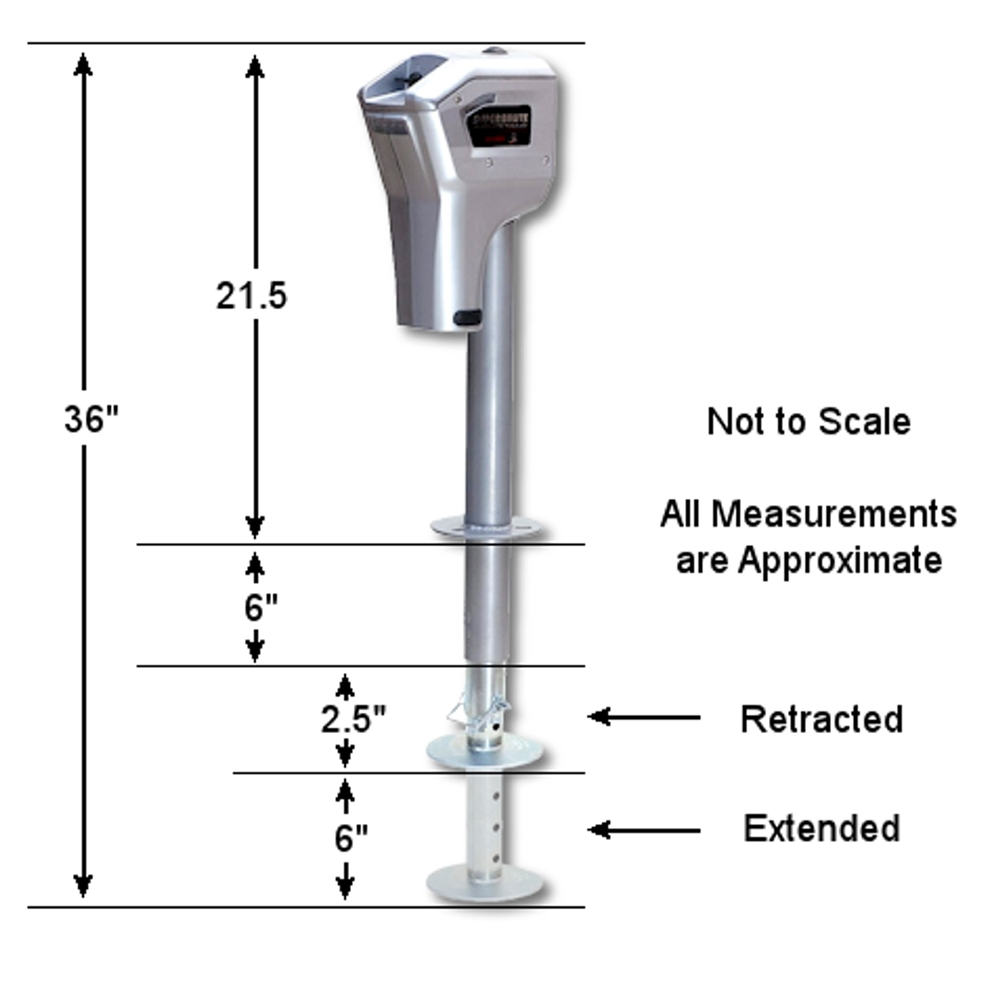 21.5
36"
Not to Scale
All Measurements
are Approximate
6"
2.5"
Retracted
6"
Extended